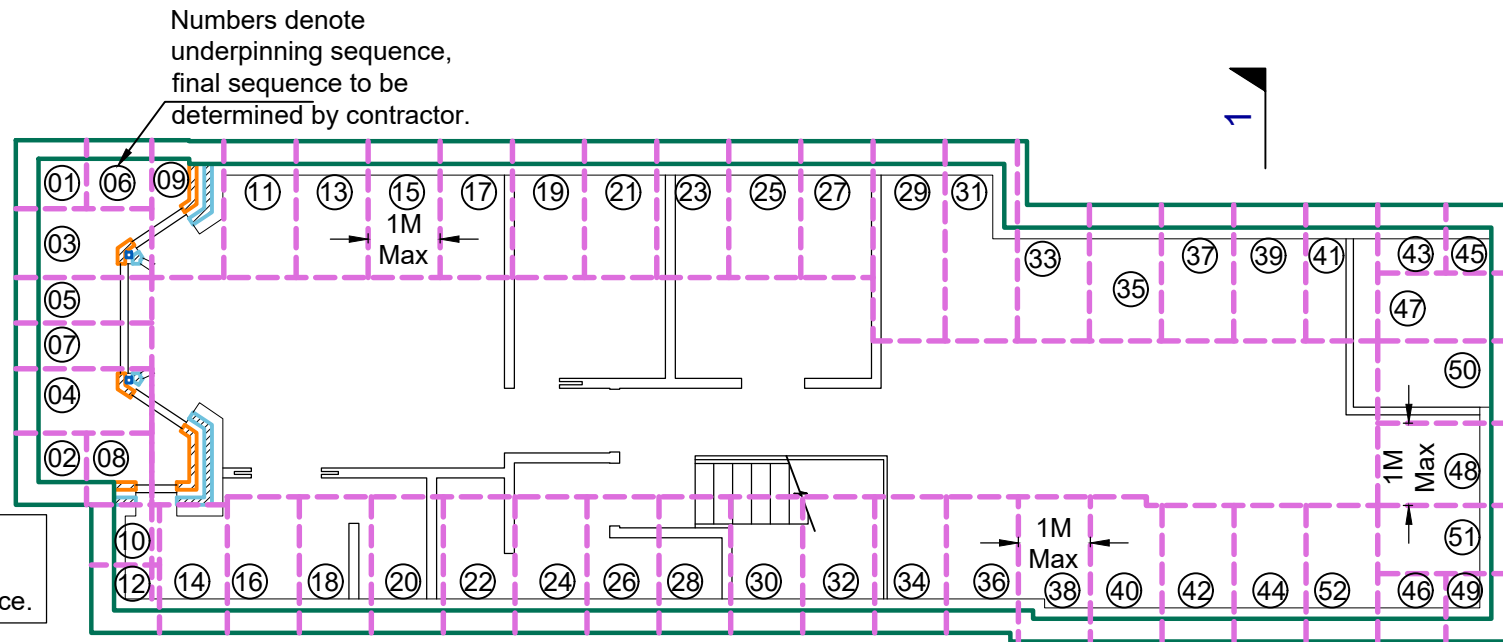 Numbers denote
underpinning sequence,
final sequence to be
determined by contractor.
1
01 06 09 11 13 15 17 19 21 23 25 27 29 31
1M
Max
03
33 37 39 41 43 45
35
47
05
07
04
50
02 08
1M
Max
48
10
1M
Max
51
12 14 16 18 20 22 24 26 28 30 32 34 36 38 40 42 44 52 46 49
ce.